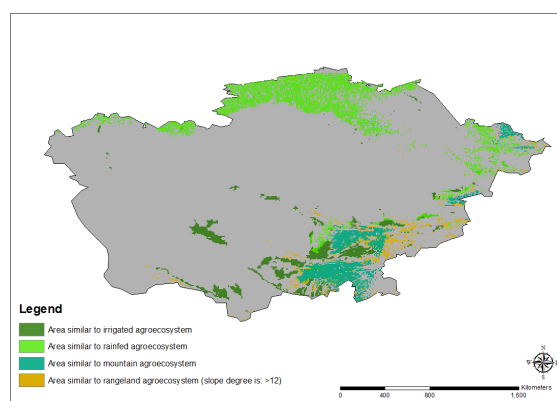 Legend
Area similar to irrigated agroecosystem
Area similar to rainfed agroecosystem
Area similar to mountain agroecosystem
Area similar to rangeland agroecosystem (slope degree is: >12)
N
W
E
S
Kilometers
0 400 800 1,600